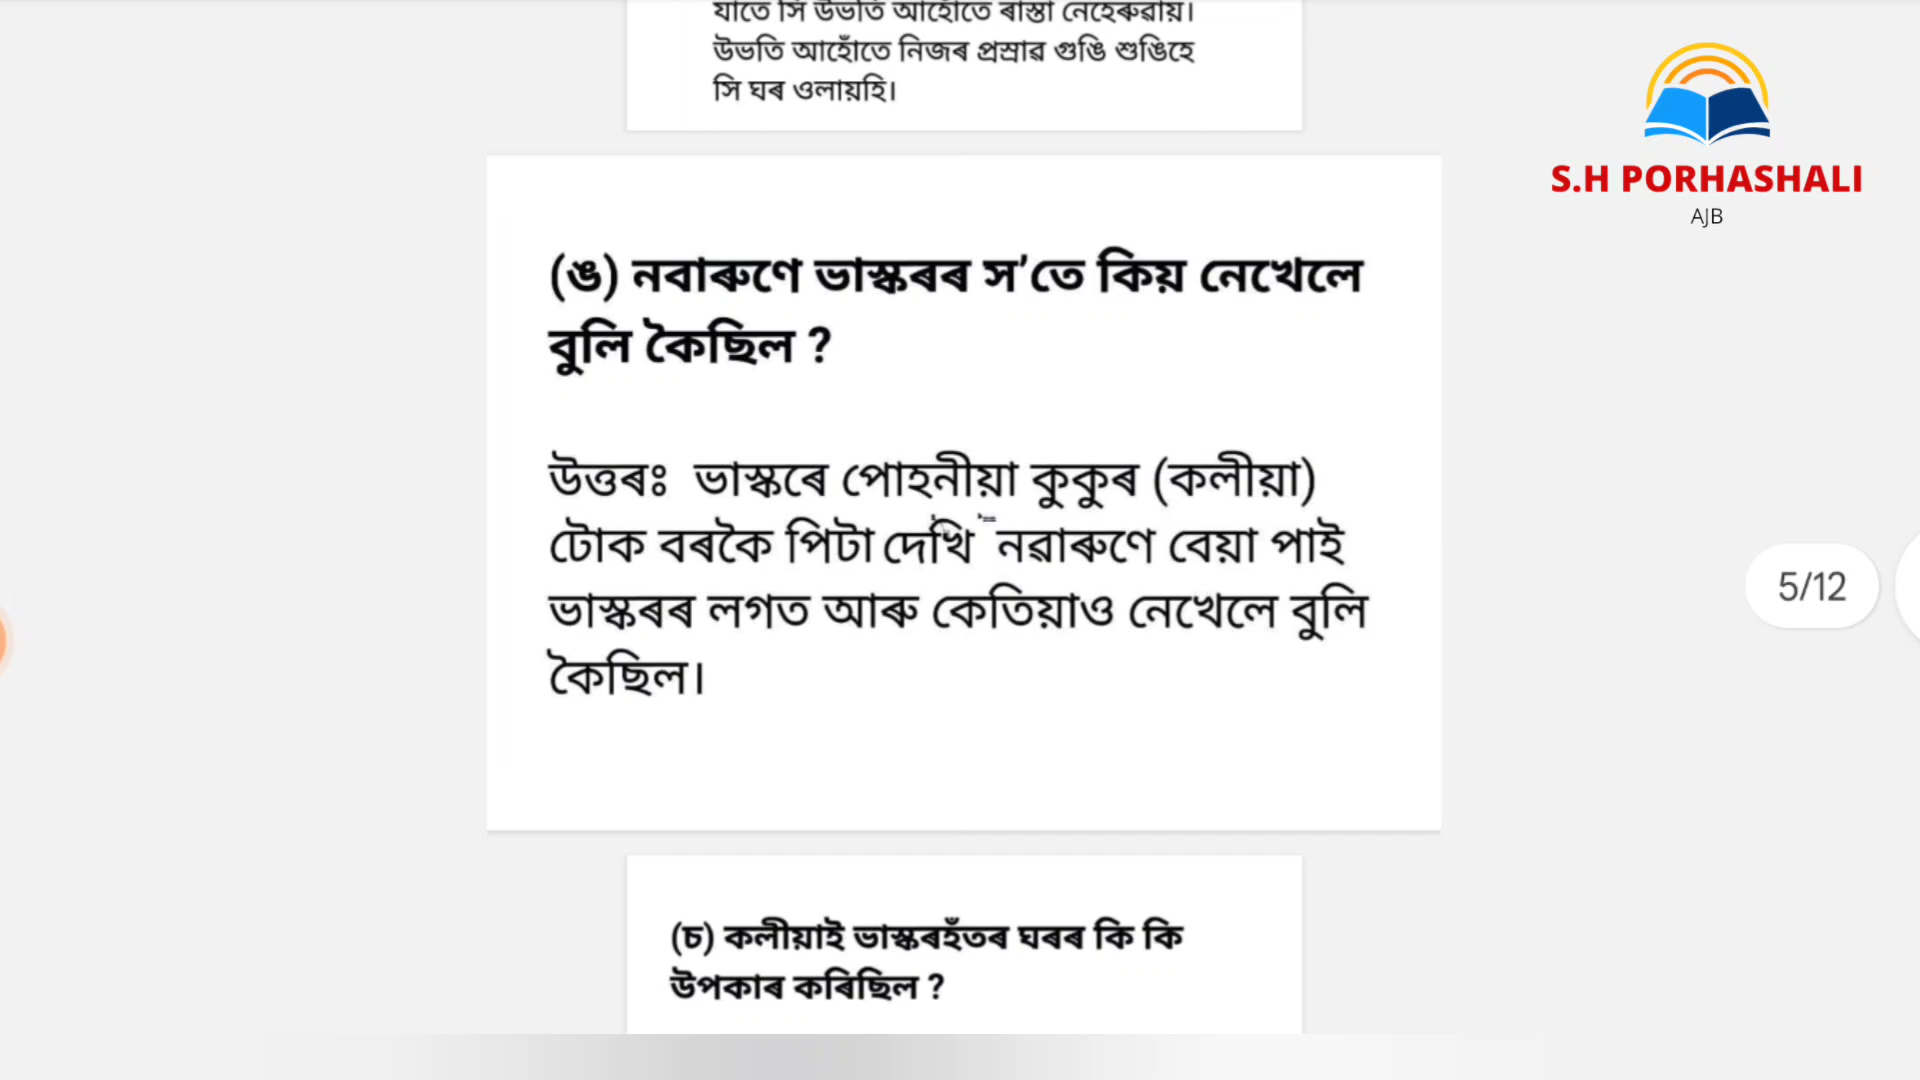 যাতে সি উভতি আহোঁতে ৰাস্তা নেহেৰুৱায়।
উভতি আহোঁতে নিজৰ প্ৰস্ৰাৱ গুঙি শুঙিহে
সি ঘৰ ওলায়হি।
S.H PORHASHALI
AJB
(ঙ) নবাৰুণে ভাস্কৰৰ স'তে কিয় নেখেলে
বুলি কৈছিল ?
উত্তৰঃ ভাস্কৰে পোহনীয়া কুকুৰ (কলীয়া)
টোক বৰকৈ পিটা দেখি নৱাৰুণে বেয়া পাই
ভাস্কৰৰ লগত আৰু কেতিয়াও নেখেলে বুলি
কৈছিল।
5/12
(চ) কলীয়াই ভাস্কৰহঁতৰ ঘৰৰ কি কি
উপকাৰ কৰিছিল ?